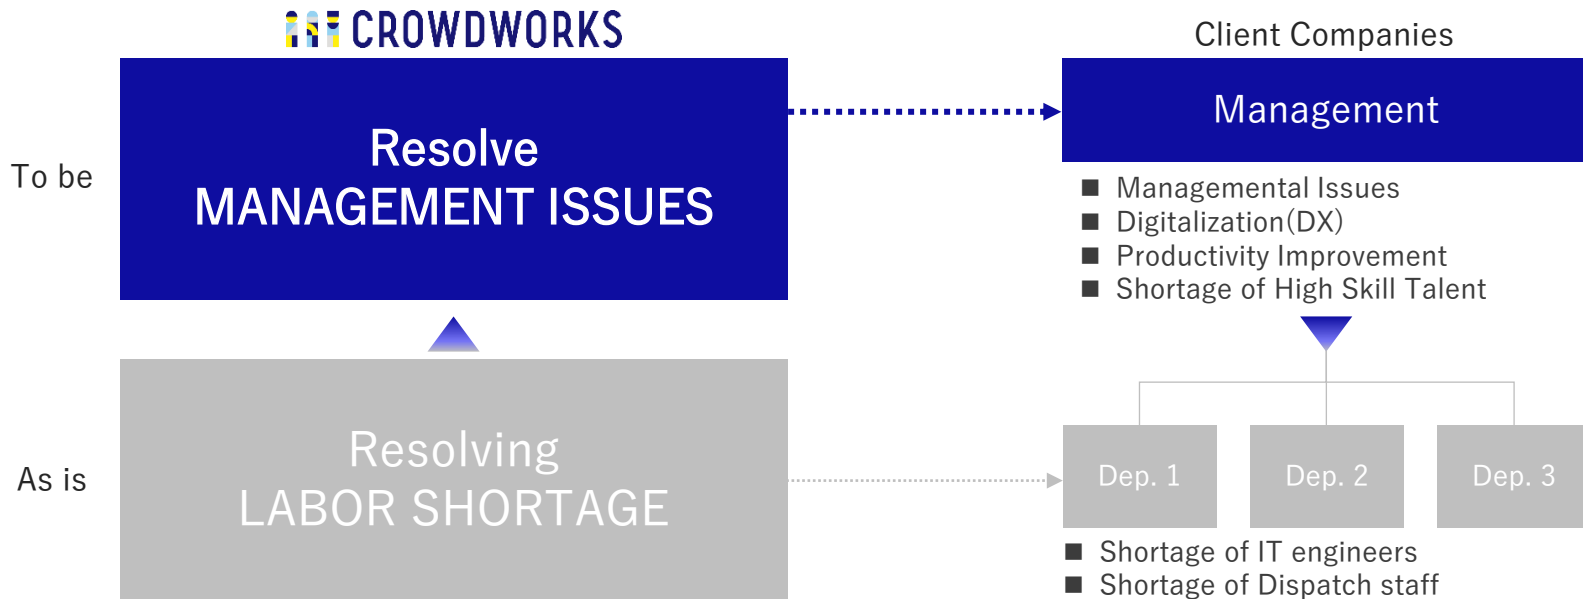 CROWDWORKS
Client Companies
To be
Resolve
MANAGEMENT ISSUES
Management
■ Managemental Issues
■ Digitalization(DX)
■ Productivity Improvement
■ Shortage of High Skill Talent
As is
Resolving
LABOR SHORTAGE
Dep. 1
Dep. 2
Dep. 3
■ Shortage of IT engineers
■ Shortage of Dispatch staff